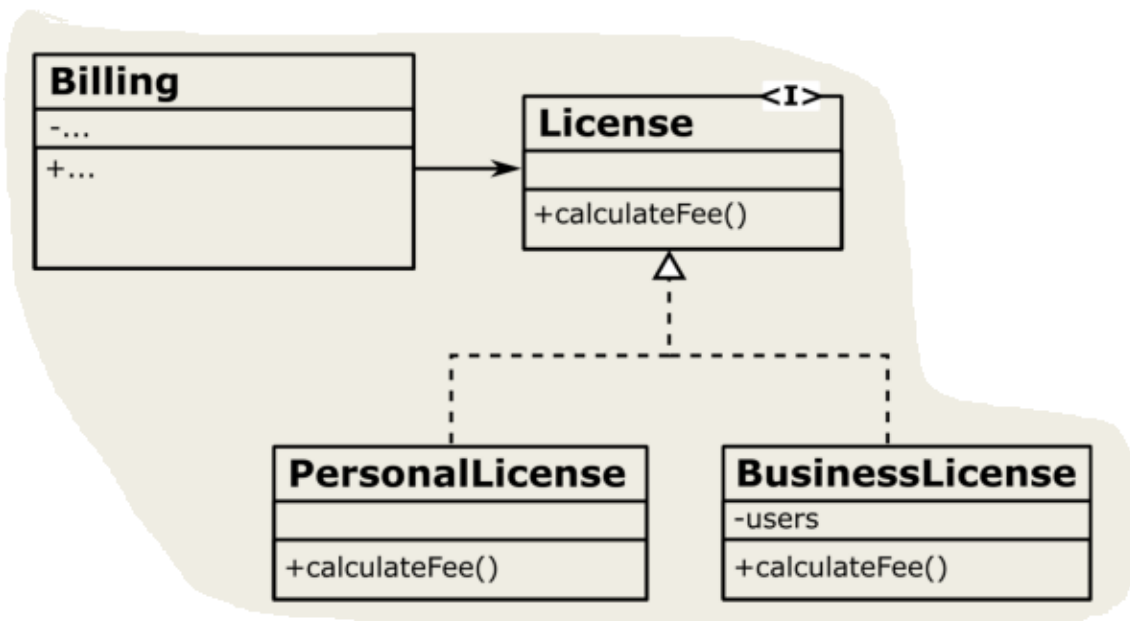 Billing
-...
+...
<I>
License
+calculateFee()
PersonalLicense
+calculateFee()
BusinessLicense
-users
+calculateFee()